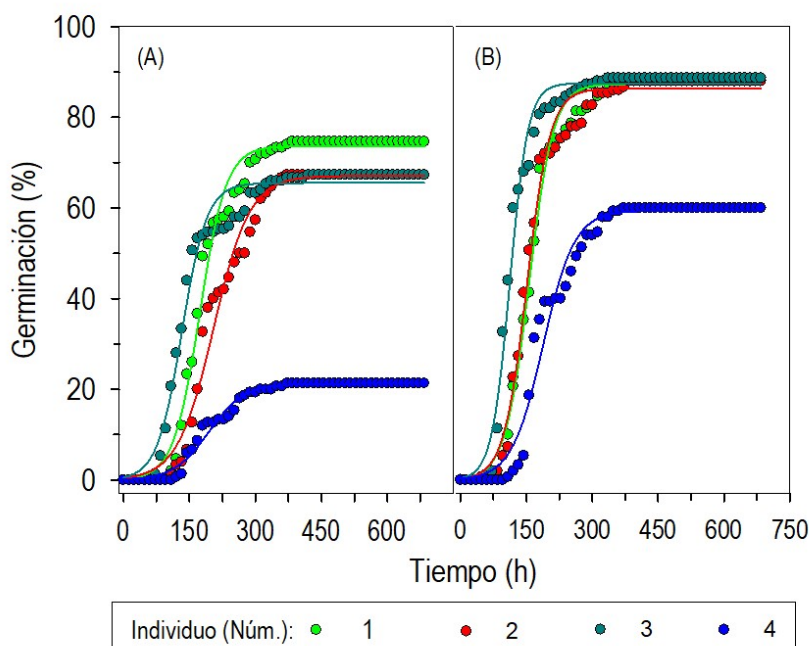 (A)
(B)
100
80
60
40
20
0
Germinación (%)
0 150 300 450 600
0 150 300 450 600 750
Tiempo (h)
Individuo (Núm.): 1 2 3 4